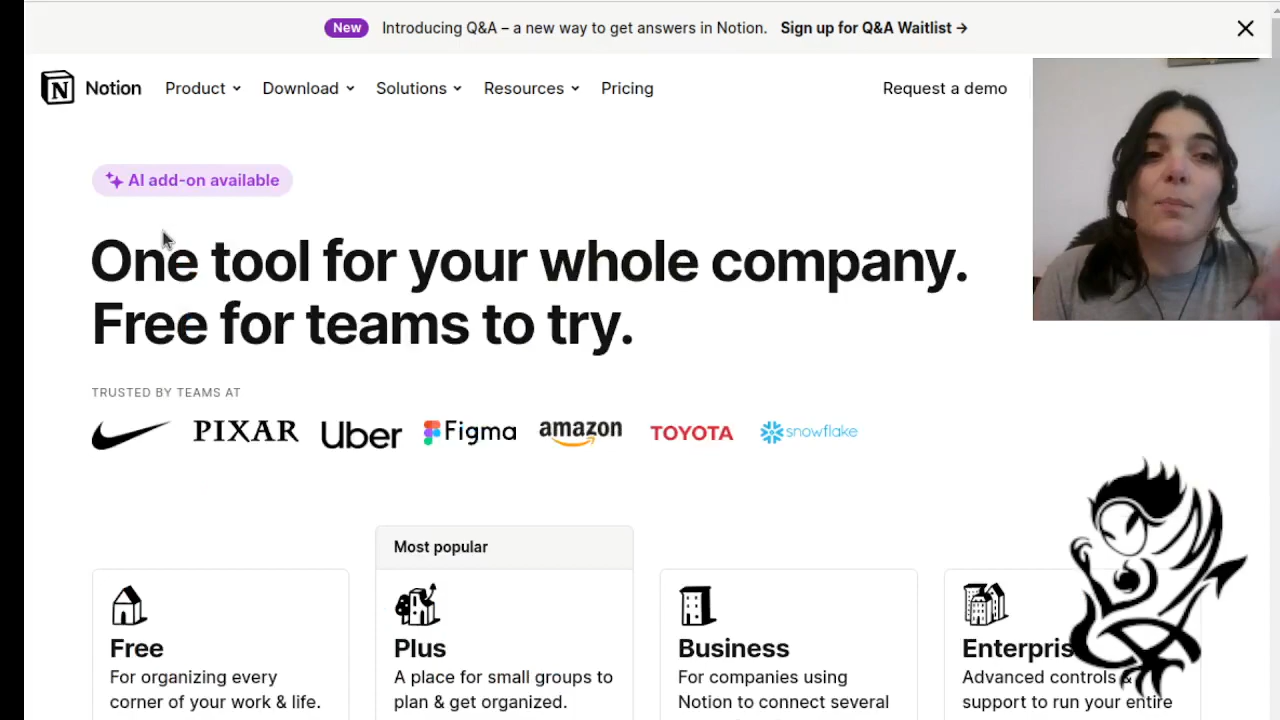 New Introducing Q&A – a new way to get answers in Notion. Sign up for Q&A Waitlist →
N Notion Product Download Solutions Resources Pricing Request a demo
AI add-on available
One tool for your whole company.
Free for teams to try.
TRUSTED BY TEAMS AT
PIXAR Uber Figma amazon TOYOTA snowflake
Most popular
Free Plus Business
For organizing every
corner of your work & life.
A place for small groups to
plan & get organized.
For companies using
Notion to connect several
Advanced controls &
support to run your entire